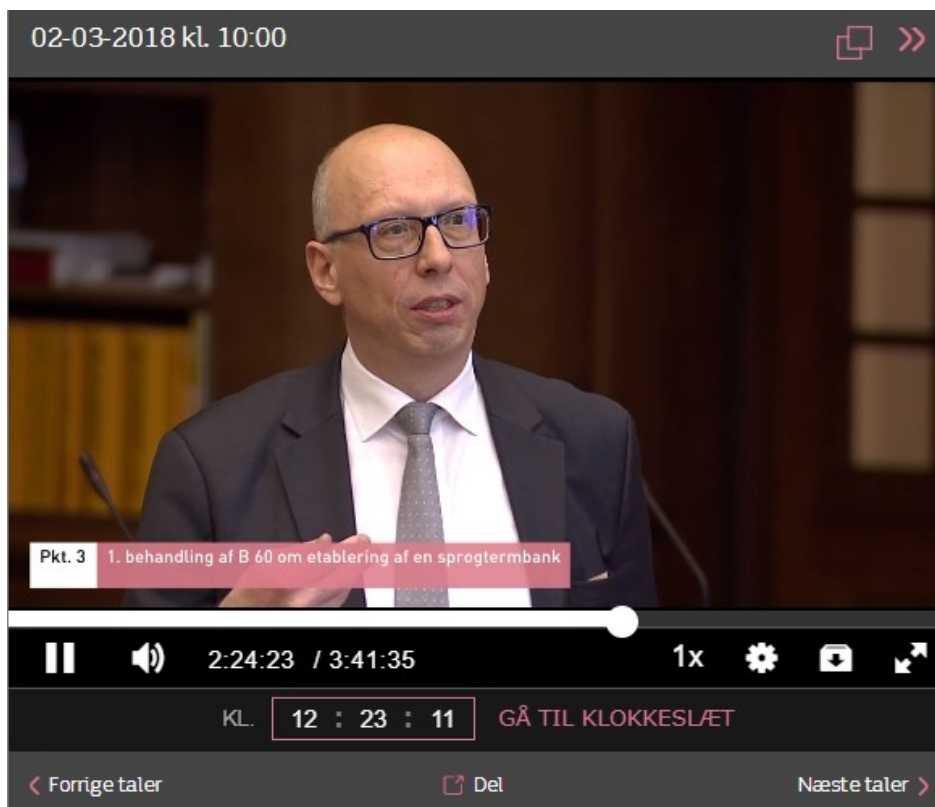 02-03-2018 kl. 10:00
Pkt. 3 1. behandling af B 60 om etablering af en sprogtermbank
2:24:23 / 3:41:35 1x
KL. 12 : 23 : 11 GÅ TIL KLOKKESLÆT
Forrige taler Del Næste taler